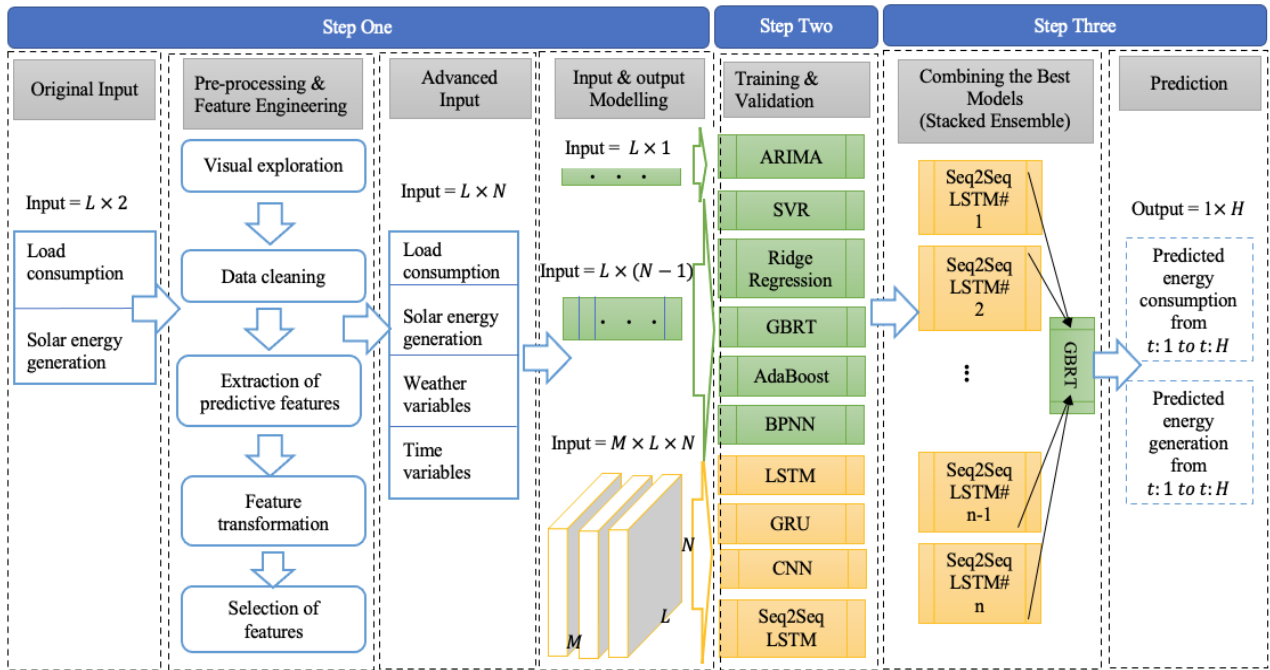 Step One
Step Two
Step Three
Original Input
Pre-processing &
Feature Engineering
Advanced
Input
Input & output
Modelling
Training &
Validation
Combining the Best
Models
(Stacked Ensemble)
Prediction
Input = L × 2
Load
consumption
Solar energy
generation
Visual exploration
Data cleaning
Extraction of
predictive features
Feature
transformation
Selection of
features
Input = L × N
Load
consumption
Solar energy
generation
Weather
variables
Time
variables
Input = L × 1
. . .
Input = L × (N − 1)
. . .
Input = M × L × N
N
L
M
ARIMA
SVR
Ridge
Regression
GBRT
AdaBoost
BPNN
LSTM
GRU
CNN
Seq2Seq
LSTM
Seq2Seq
LSTM#
1
Seq2Seq
LSTM#
2
...
Seq2Seq
LSTM#
n-1
Seq2Seq
LSTM#
n
GBRT
Output = 1× H
Predicted
energy
consumption
from
t: 1 to t: H
Predicted
energy
generation
from
t: 1 to t: H